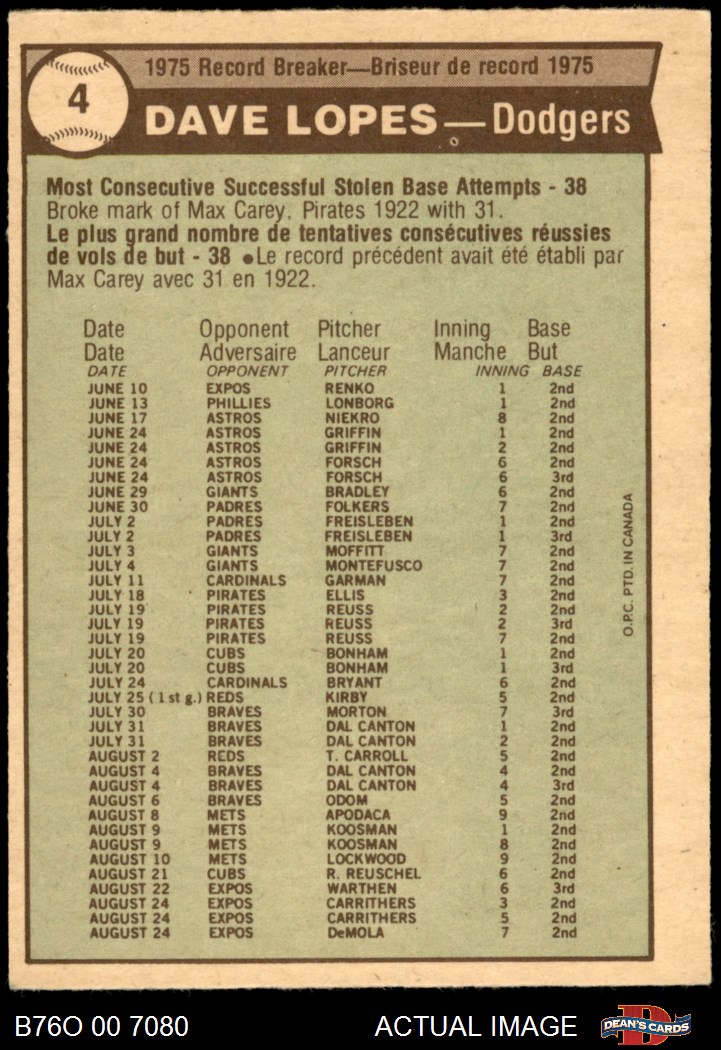 4
1975 Record Breaker—Briseur de record 1975
DAVE LOPES—Dodgers
Most Consecutive Successful Stolen Base Attempts - 38
Broke mark of Max Carey, Pirates 1922 with 31.
Le plus grand nombre de tentatives consécutives réussies
de vols de but - 38 ●Le record précédent avait été établi par
Max Carey avec 31 en 1922.
Date Opponent Pitcher Inning Base
Date Adversaire Lanceur Manche But
DATE OPPONENT PITCHER INNING BASE
JUNE 10 EXPOS RENKO 1 2nd
JUNE 13 PHILLIES LONBORG 1 2nd
JUNE 17 ASTROS NIEKRO 8 2nd
JUNE 24 ASTROS GRIFFIN 1 2nd
JUNE 24 ASTROS GRIFFIN 2 2nd
JUNE 24 ASTROS FORSCH 6 2nd
JUNE 24 ASTROS FORSCH 6 3rd
JUNE 29 GIANTS BRADLEY 6 2nd
JUNE 30 PADRES FOLKERS 7 2nd
JULY 2 PADRES FREISLEBEN 1 2nd
JULY 2 PADRES FREISLEBEN 1 3rd
JULY 3 GIANTS MOFFITT 7 2nd
JULY 4 GIANTS MONTEFUSCO 7 2nd
JULY 11 CARDINALS GARMAN 7 2nd
JULY 18 PIRATES ELLIS 3 2nd
JULY 19 PIRATES REUSS 2 2nd
JULY 19 PIRATES REUSS 2 3rd
JULY 19 PIRATES REUSS 7 2nd
JULY 20 CUBS BONHAM 1 2nd
JULY 20 CUBS BONHAM 1 3rd
JULY 24 CARDINALS BRYANT 6 2nd
JULY 25 (1 st g.) REDS KIRBY 5 2nd
JULY 30 BRAVES MORTON 7 3rd
JULY 31 BRAVES DAL CANTON 1 2nd
JULY 31 BRAVES DAL CANTON 2 2nd
AUGUST 2 REDS T. CARROLL 5 2nd
AUGUST 4 BRAVES DAL CANTON 4 2nd
AUGUST 4 BRAVES DAL CANTON 4 3rd
AUGUST 6 BRAVES ODOM 5 2nd
AUGUST 8 METS APODACA 9 2nd
AUGUST 9 METS KOOSMAN 1 2nd
AUGUST 9 METS KOOSMAN 8 2nd
AUGUST 10 METS LOCKWOOD 9 2nd
AUGUST 21 CUBS R. REUSCHEL 6 2nd
AUGUST 22 EXPOS WARTHEN 6 3rd
AUGUST 24 EXPOS CARRITHERS 3 2nd
AUGUST 24 EXPOS CARRITHERS 5 2nd
AUGUST 24 EXPOS DeMOLA 7 2nd
O.P.C. PTD. IN CANADA
B76O 00 7080 ACTUAL IMAGE D DEAN'S CARDS